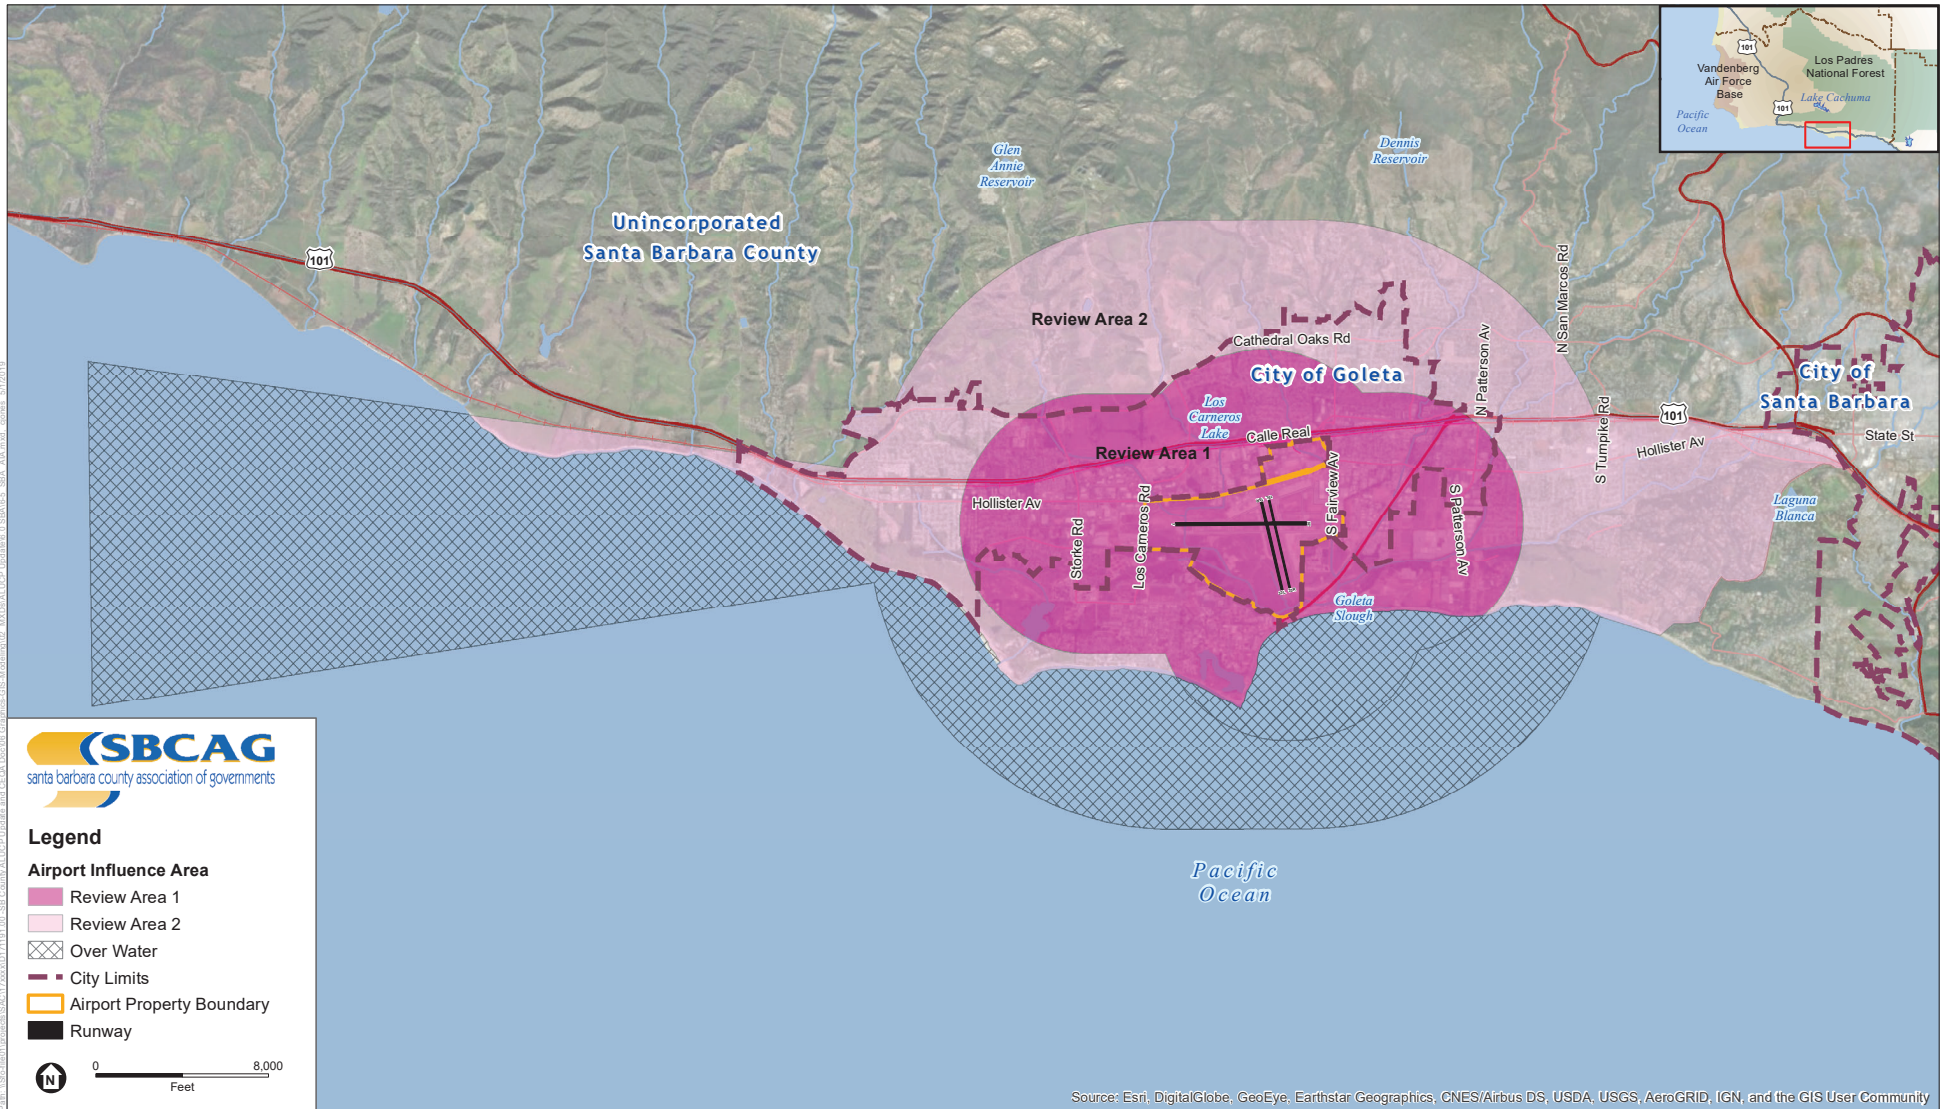 101
Vandenberg
Air Force
Base
Los Padres
National Forest
Lake Cachuma
101
Pacific
Ocean
Glen
Annie
Reservoir
Dennis
Reservoir
Unincorporated
Santa Barbara County
101
N San Marcos Rd
Review Area 2
Cathedral Oaks Rd
N Patterson Av
City of Goleta
City of
Santa Barbara
Los
Carneros
Lake
Calle Real
101
S Turnpike Rd
Hollister Av
State St
Review Area 1
Hollister Av
Storke Rd
Los Carneros Rd
S Fairview Av
S Patterson Av
Laguna
Blanca
Goleta
Slough
Pacific
Ocean
SBCAG
santa barbara county association of governments
Legend
Airport Influence Area
Review Area 1
Review Area 2
Over Water
City Limits
Airport Property Boundary
Runway
N
0 8,000
Feet
Source: Esri, DigitalGlobe, GeoEye, Earthstar Geographics, CNES/Airbus DS, USDA, USGS, AeroGRID, IGN, and the GIS User Community